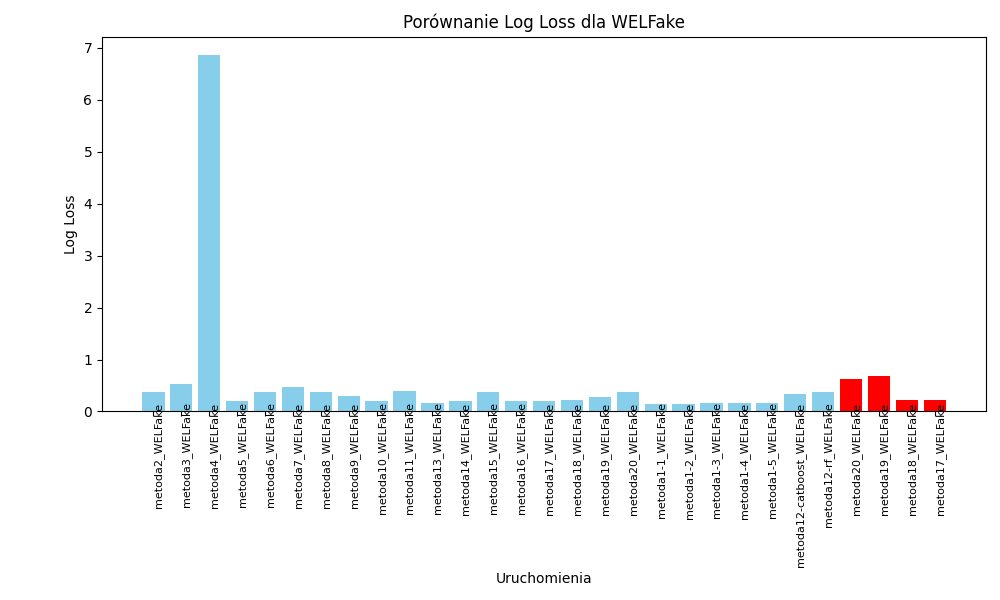 Porównanie Log Loss dla WELFake
7
6
5
4
3
2
1
0
Log Loss
metoda2_WELFake
metoda3_WELFake
metoda4_WELFake
metoda5_WELFake
metoda6_WELFake
metoda7_WELFake
metoda8_WELFake
metoda9_WELFake
metoda10_WELFake
metoda11_WELFake
metoda13_WELFake
metoda14_WELFake
metoda15_WELFake
metoda16_WELFake
metoda17_WELFake
metoda18_WELFake
metoda19_WELFake
metoda20_WELFake
metoda1-1_WELFake
metoda1-2_WELFake
metoda1-3_WELFake
metoda1-4_WELFake
metoda1-5_WELFake
metoda12-catboost_WELFake
metoda12-rf_WELFake
metoda20_WELFake
metoda19_WELFake
metoda18_WELFake
metoda17_WELFake
Uruchomienia